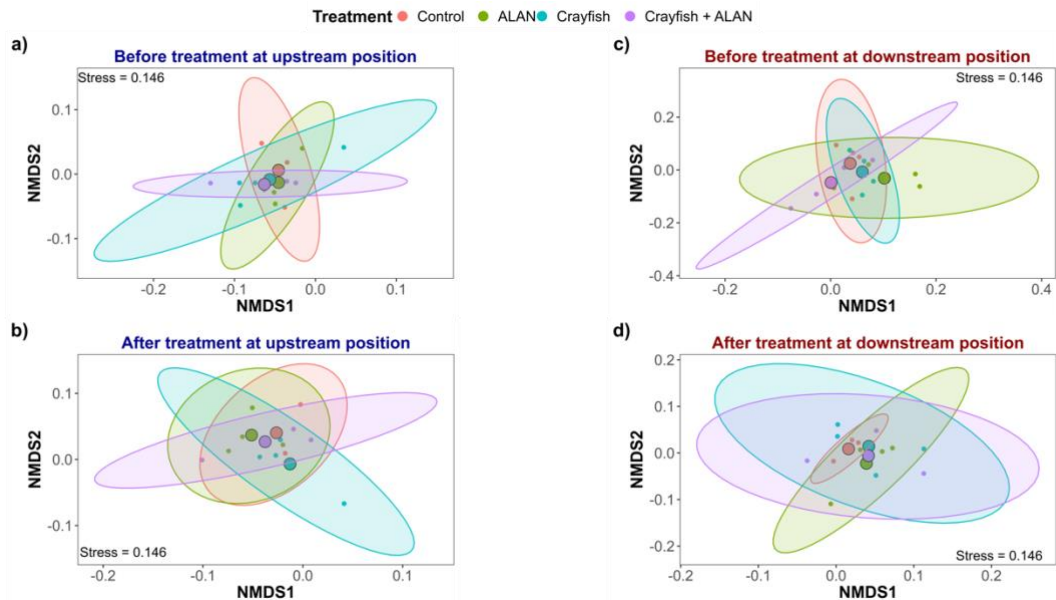 Treatment Control ALAN Crayfish Crayfish + ALAN
a)
Before treatment at upstream position
Stress = 0.146
NMDS2
0.1
0.0
-0.1
-0.2
-0.1
0.0
0.1
NMDS1
c)
Before treatment at downstream position
Stress = 0.146
NMDS2
0.2
0.0
-0.2
-0.4
0.0
0.2
0.4
NMDS1
b)
After treatment at upstream position
NMDS2
0.1
0.0
-0.1
Stress = 0.146
-0.2
-0.1
0.0
0.1
NMDS1
d)
After treatment at downstream position
NMDS2
0.2
0.1
0.0
-0.1
-0.2
Stress = 0.146
-0.2
-0.1
0.0
0.1
0.2
NMDS1